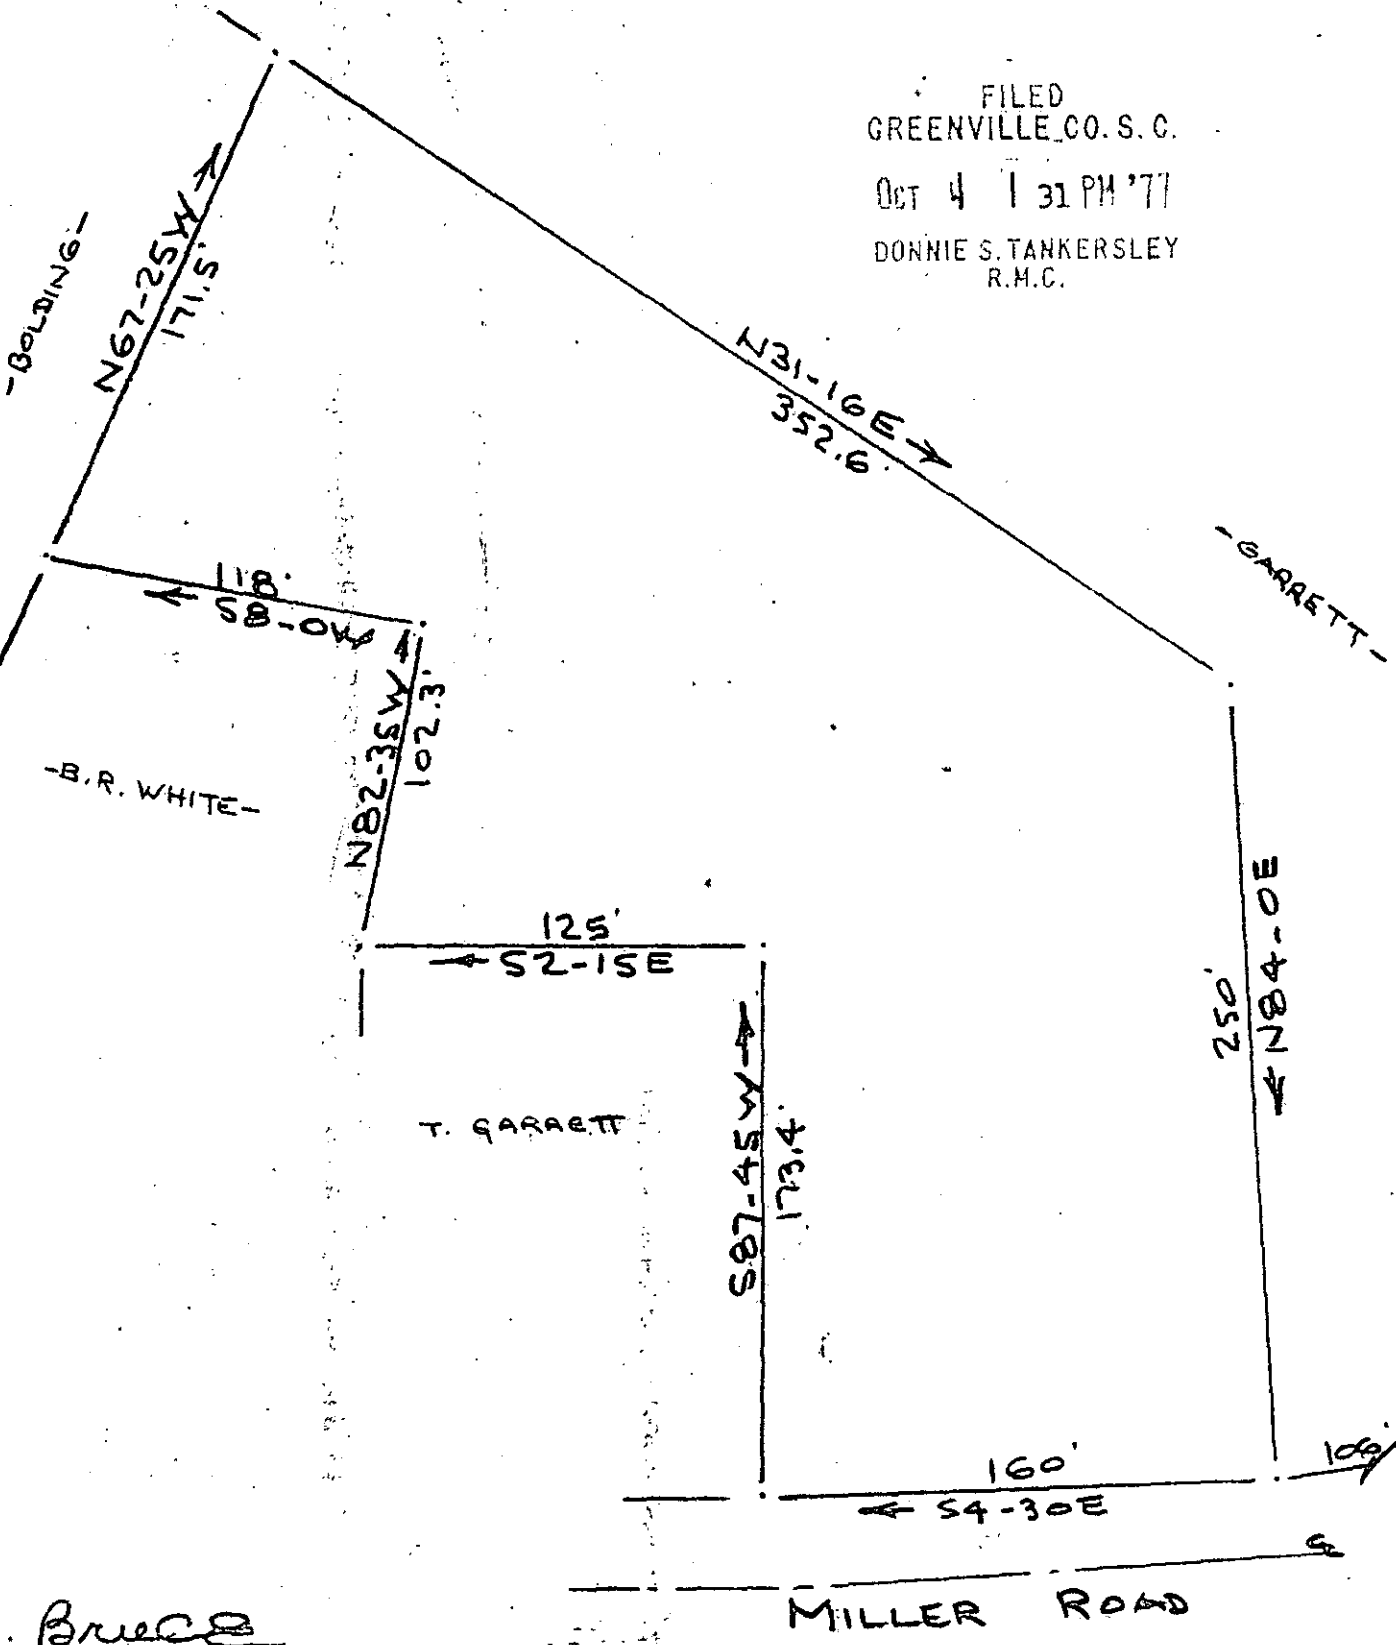 FILED
GREENVILLE CO. S. C.
OCT 4 1 31 PM '77
DONNIE S. TANKERSLEY
R.M.C.
-BOLDING-
N67-25W
171.5'
N31-16E
352.6'
-GARRETT-
118'
S8-0W
N82-35W
102.3'
-B.R. WHITE-
125'
S2-15E
T. GARRETT
S87-45W
173.4'
250'
N84-0E
160'
S4-30E
MILLER ROAD
Bruce